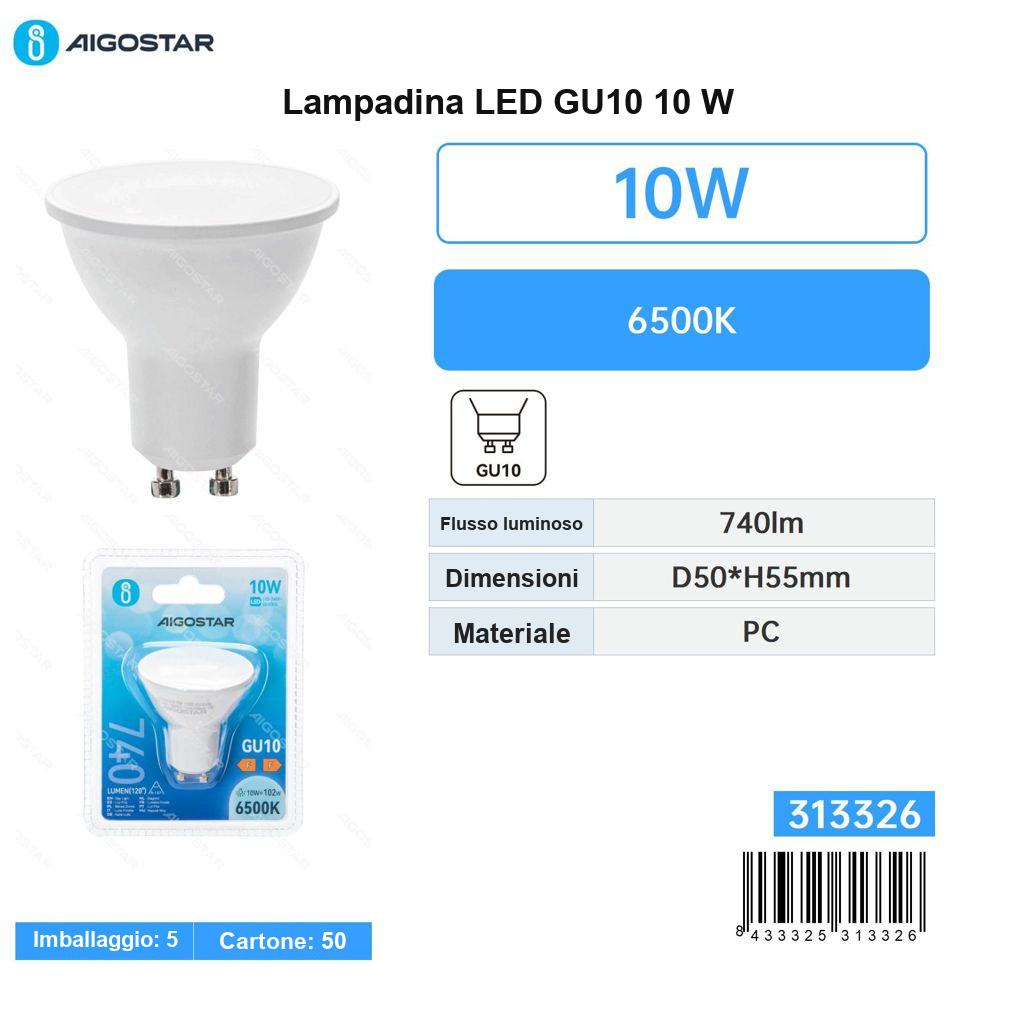 AIGOSTAR
Lampadina LED GU10 10 W
10W
6500K
GU10
Flusso luminoso 740lm
Dimensioni D50*H55mm
Materiale PC
10W
LED
AIGOSTAR
740
LUMEN(120°)
GU10
F F
10W=102W
6500K
313326
8 433325 313326
Imballaggio: 5 Cartone: 50